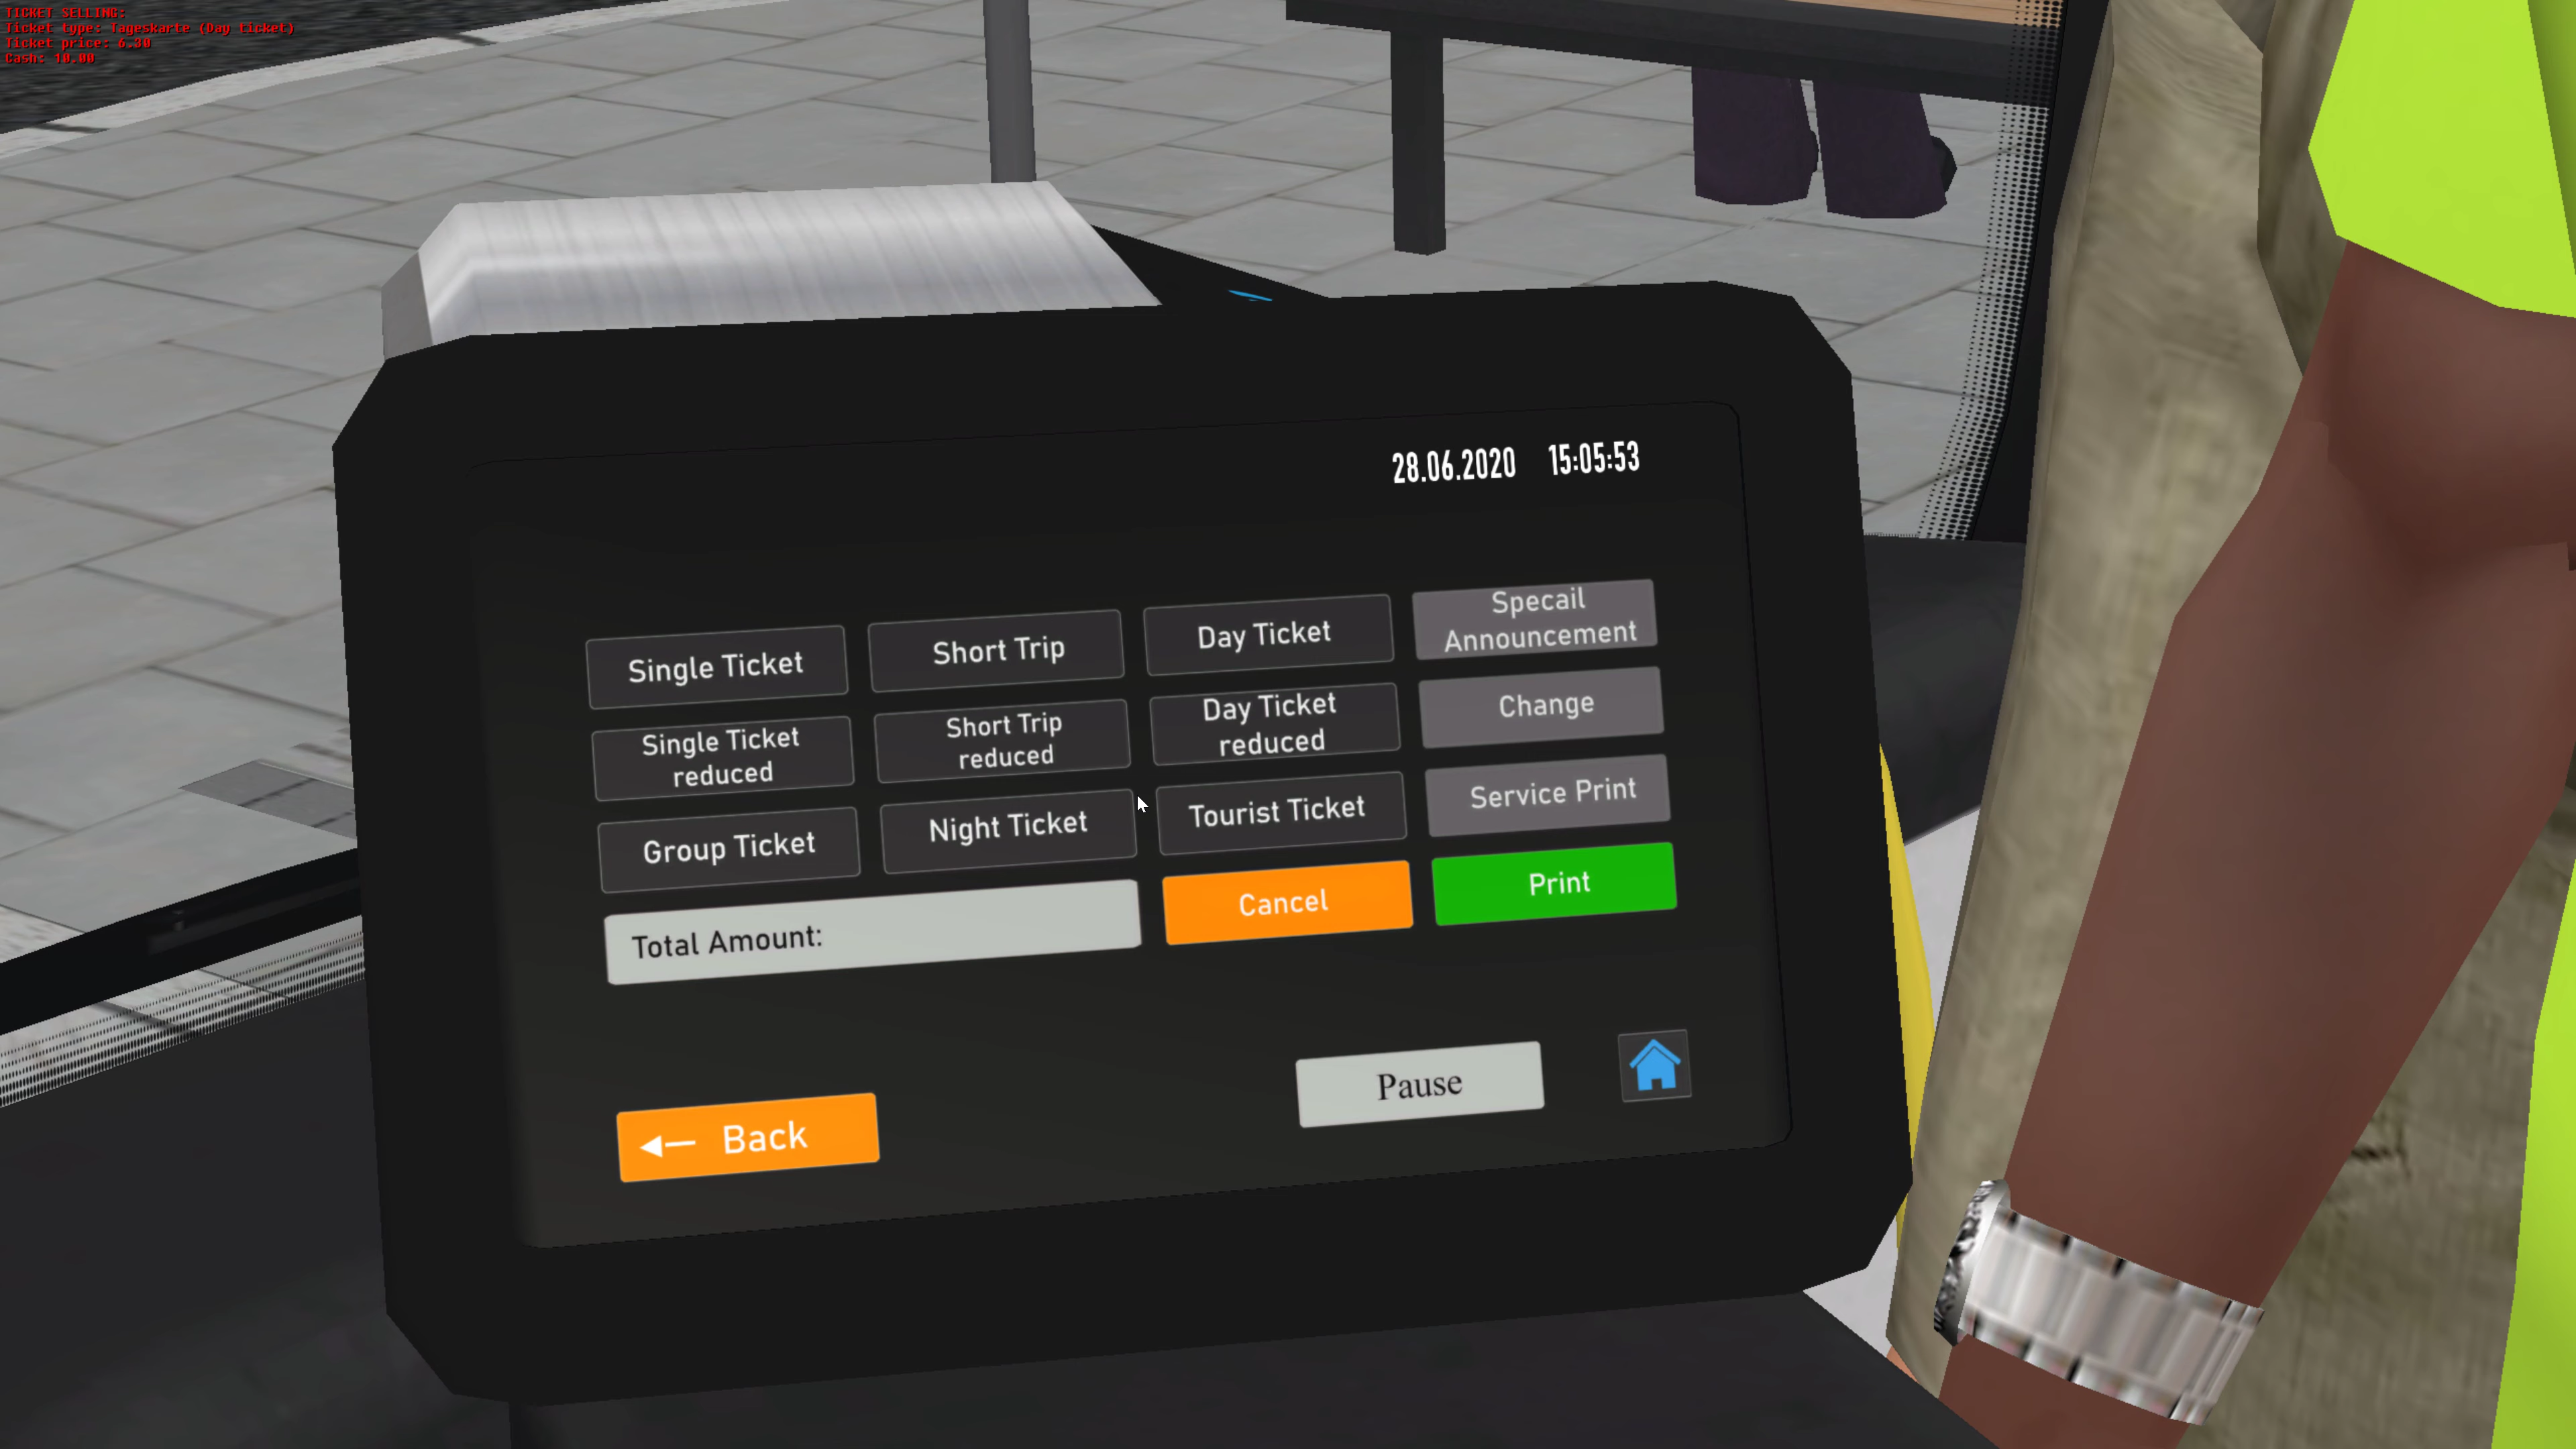 TICKET SELLING:
Ticket type: Tageskarte (Day ticket)
Ticket price: 6.30
Cash: 10.00
28.06.2020 15:05:53
Single Ticket
Short Trip
Day Ticket
Specail
Announcement
Single Ticket
reduced
Short Trip
reduced
Day Ticket
reduced
Change
Group Ticket
Night Ticket
Tourist Ticket
Service Print
Total Amount:
Cancel
Print
Back
Pause